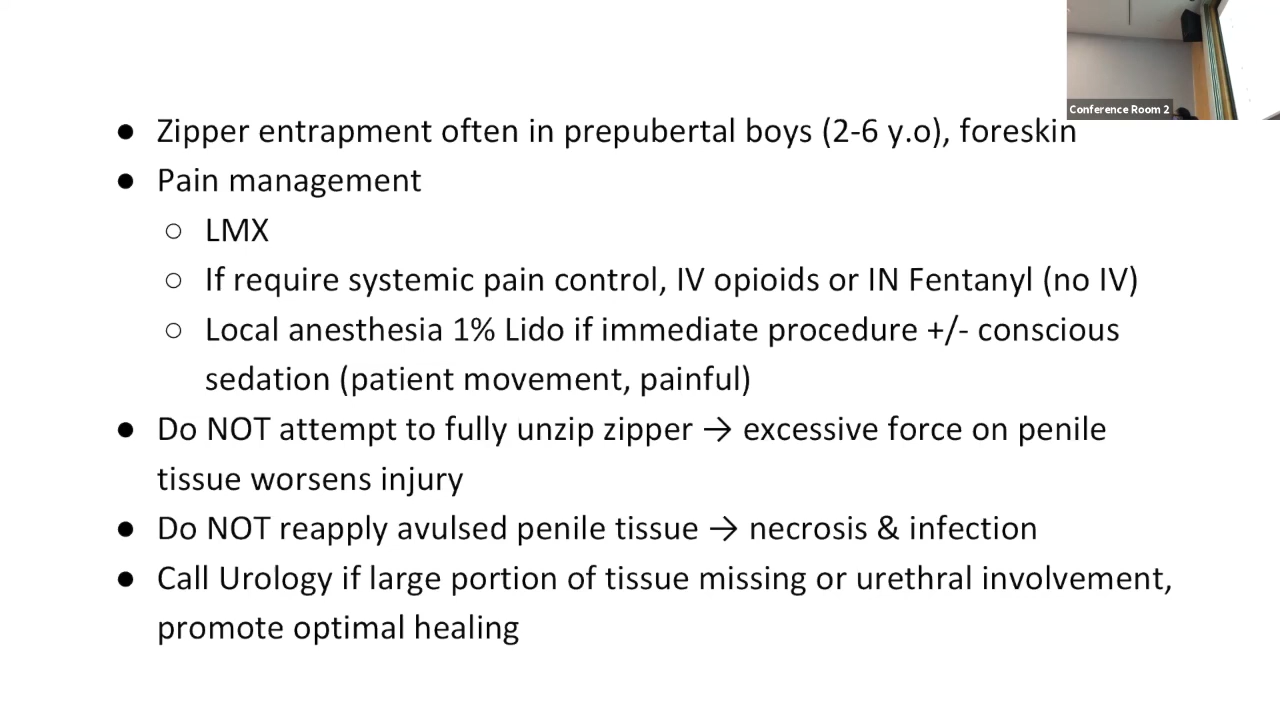 Conference Room 2
● Zipper entrapment often in prepubertal boys (2-6 y.o), foreskin
● Pain management
○ LMX
○ If require systemic pain control, IV opioids or IN Fentanyl (no IV)
○ Local anesthesia 1% Lido if immediate procedure +/- conscious
sedation (patient movement, painful)
● Do NOT attempt to fully unzip zipper → excessive force on penile
tissue worsens injury
● Do NOT reapply avulsed penile tissue → necrosis & infection
● Call Urology if large portion of tissue missing or urethral involvement,
promote optimal healing